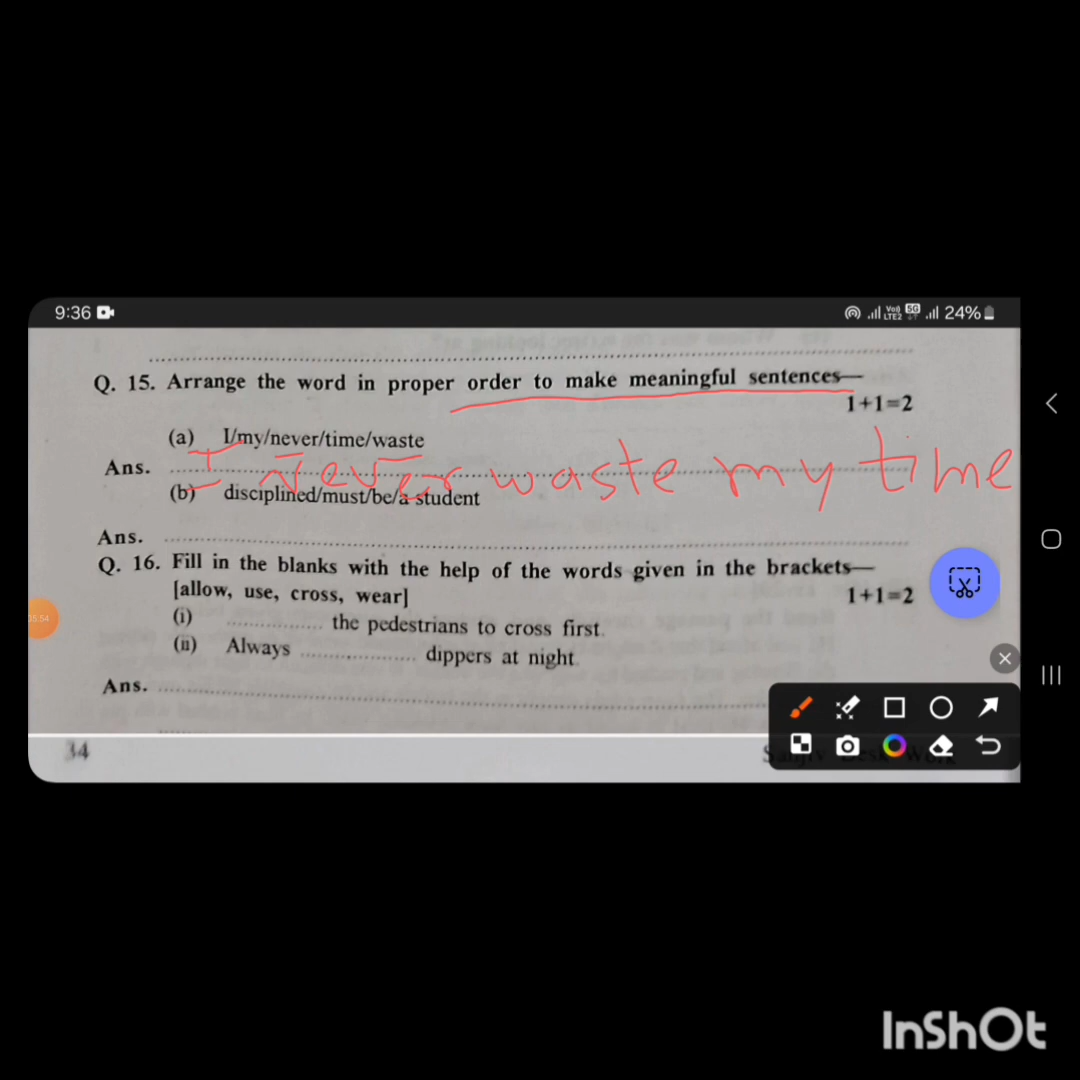 9:36
Vo) 5G
LTE2 24%
Q. 15. Arrange the word in proper order to make meaningful sentences—
1+1=2
(a) I/my/never/time/waste
Ans. I Never waste my time
(b) disciplined/must/be/a student
Ans.
Q. 16. Fill in the blanks with the help of the words given in the brackets—
[allow, use, cross, wear] 1+1=2
(i) .................... the pedestrians to cross first.
(ii) Always .................... dippers at night.
Ans.
34
InShOt